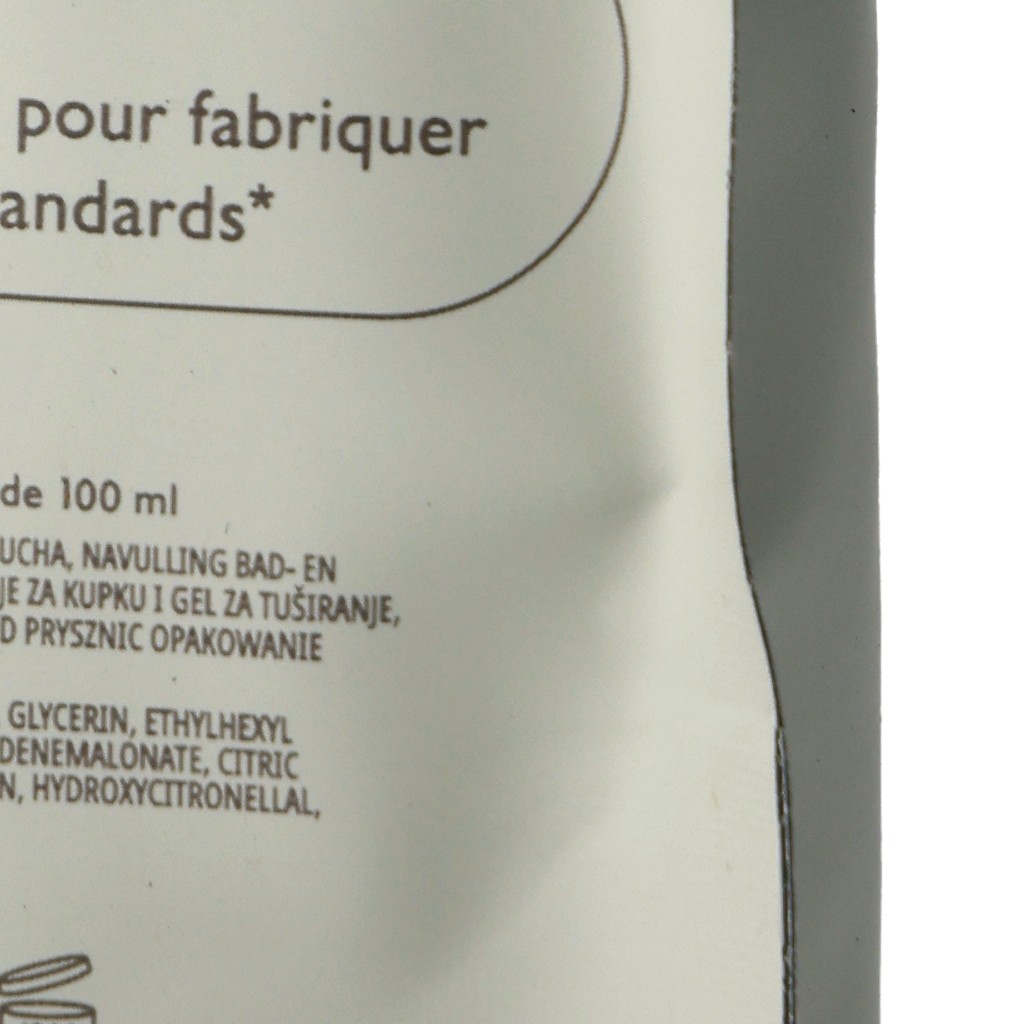 pour fabriquer
andards*
de 100 ml
UCHA, NAVULLING BAD- EN
JE ZA KUPKU I GEL ZA TUŠIRANJE,
D PRYSZNIC OPAKOWANIE
GLYCERIN, ETHYLHEXYL
DENEMALONATE, CITRIC
N, HYDROXYCITRONELLAL,